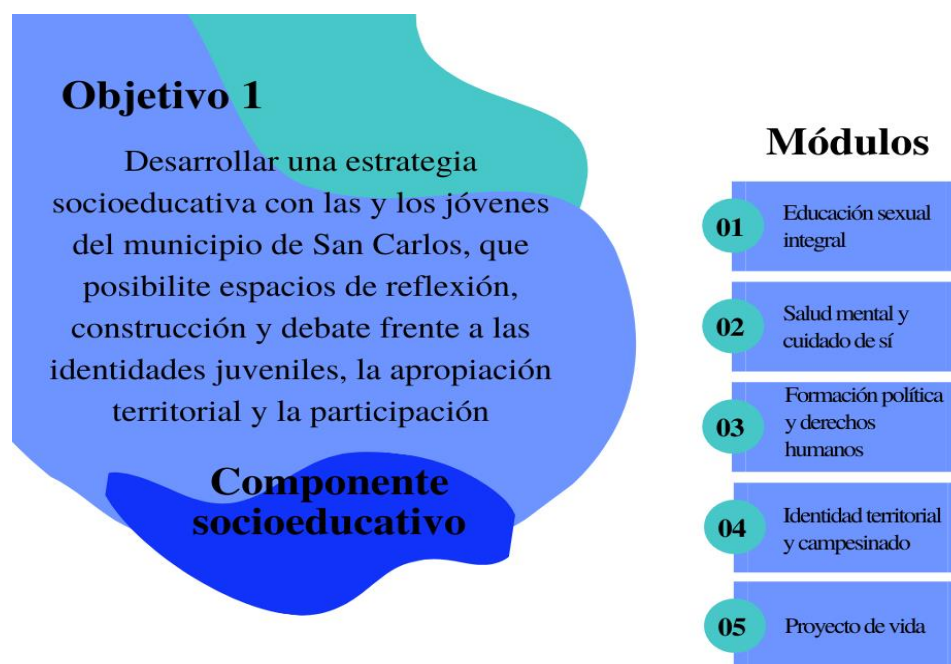 Objetivo 1
Desarrollar una estrategia
socioeducativa con las y los jóvenes
del municipio de San Carlos, que
posibilite espacios de reflexión,
construcción y debate frente a las
identidades juveniles, la apropiación
territorial y la participación
Componente
socioeducativo
Módulos
01 Educación sexual
integral
02 Salud mental y
cuidado de sí
03 Formación política
y derechos
humanos
04 Identidad territorial
y campesinado
05 Proyecto de vida